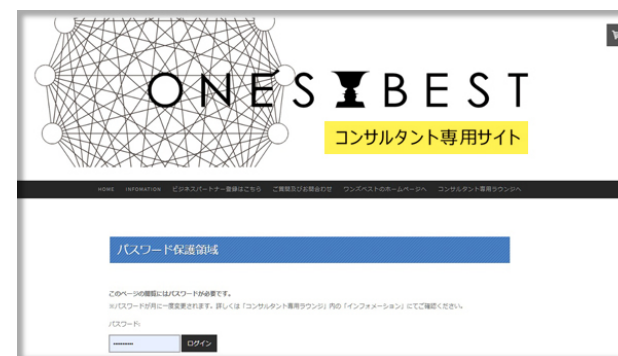 ONE'S BEST
コンサルタント専用サイト
HOME INFOMATION ビジネスパートナー登録はこちら ご質問及びお問合わせ ワンズベストのホームページへ コンサルタント専用ラウンジへ
パスワード保護領域
このページの閲覧にはパスワードが必要です。
※パスワードが月に一度変更されます。詳しくは「コンサルタント専用ラウンジ」内の「インフォメーション」にてご確認ください。
パスワード:
ログイン